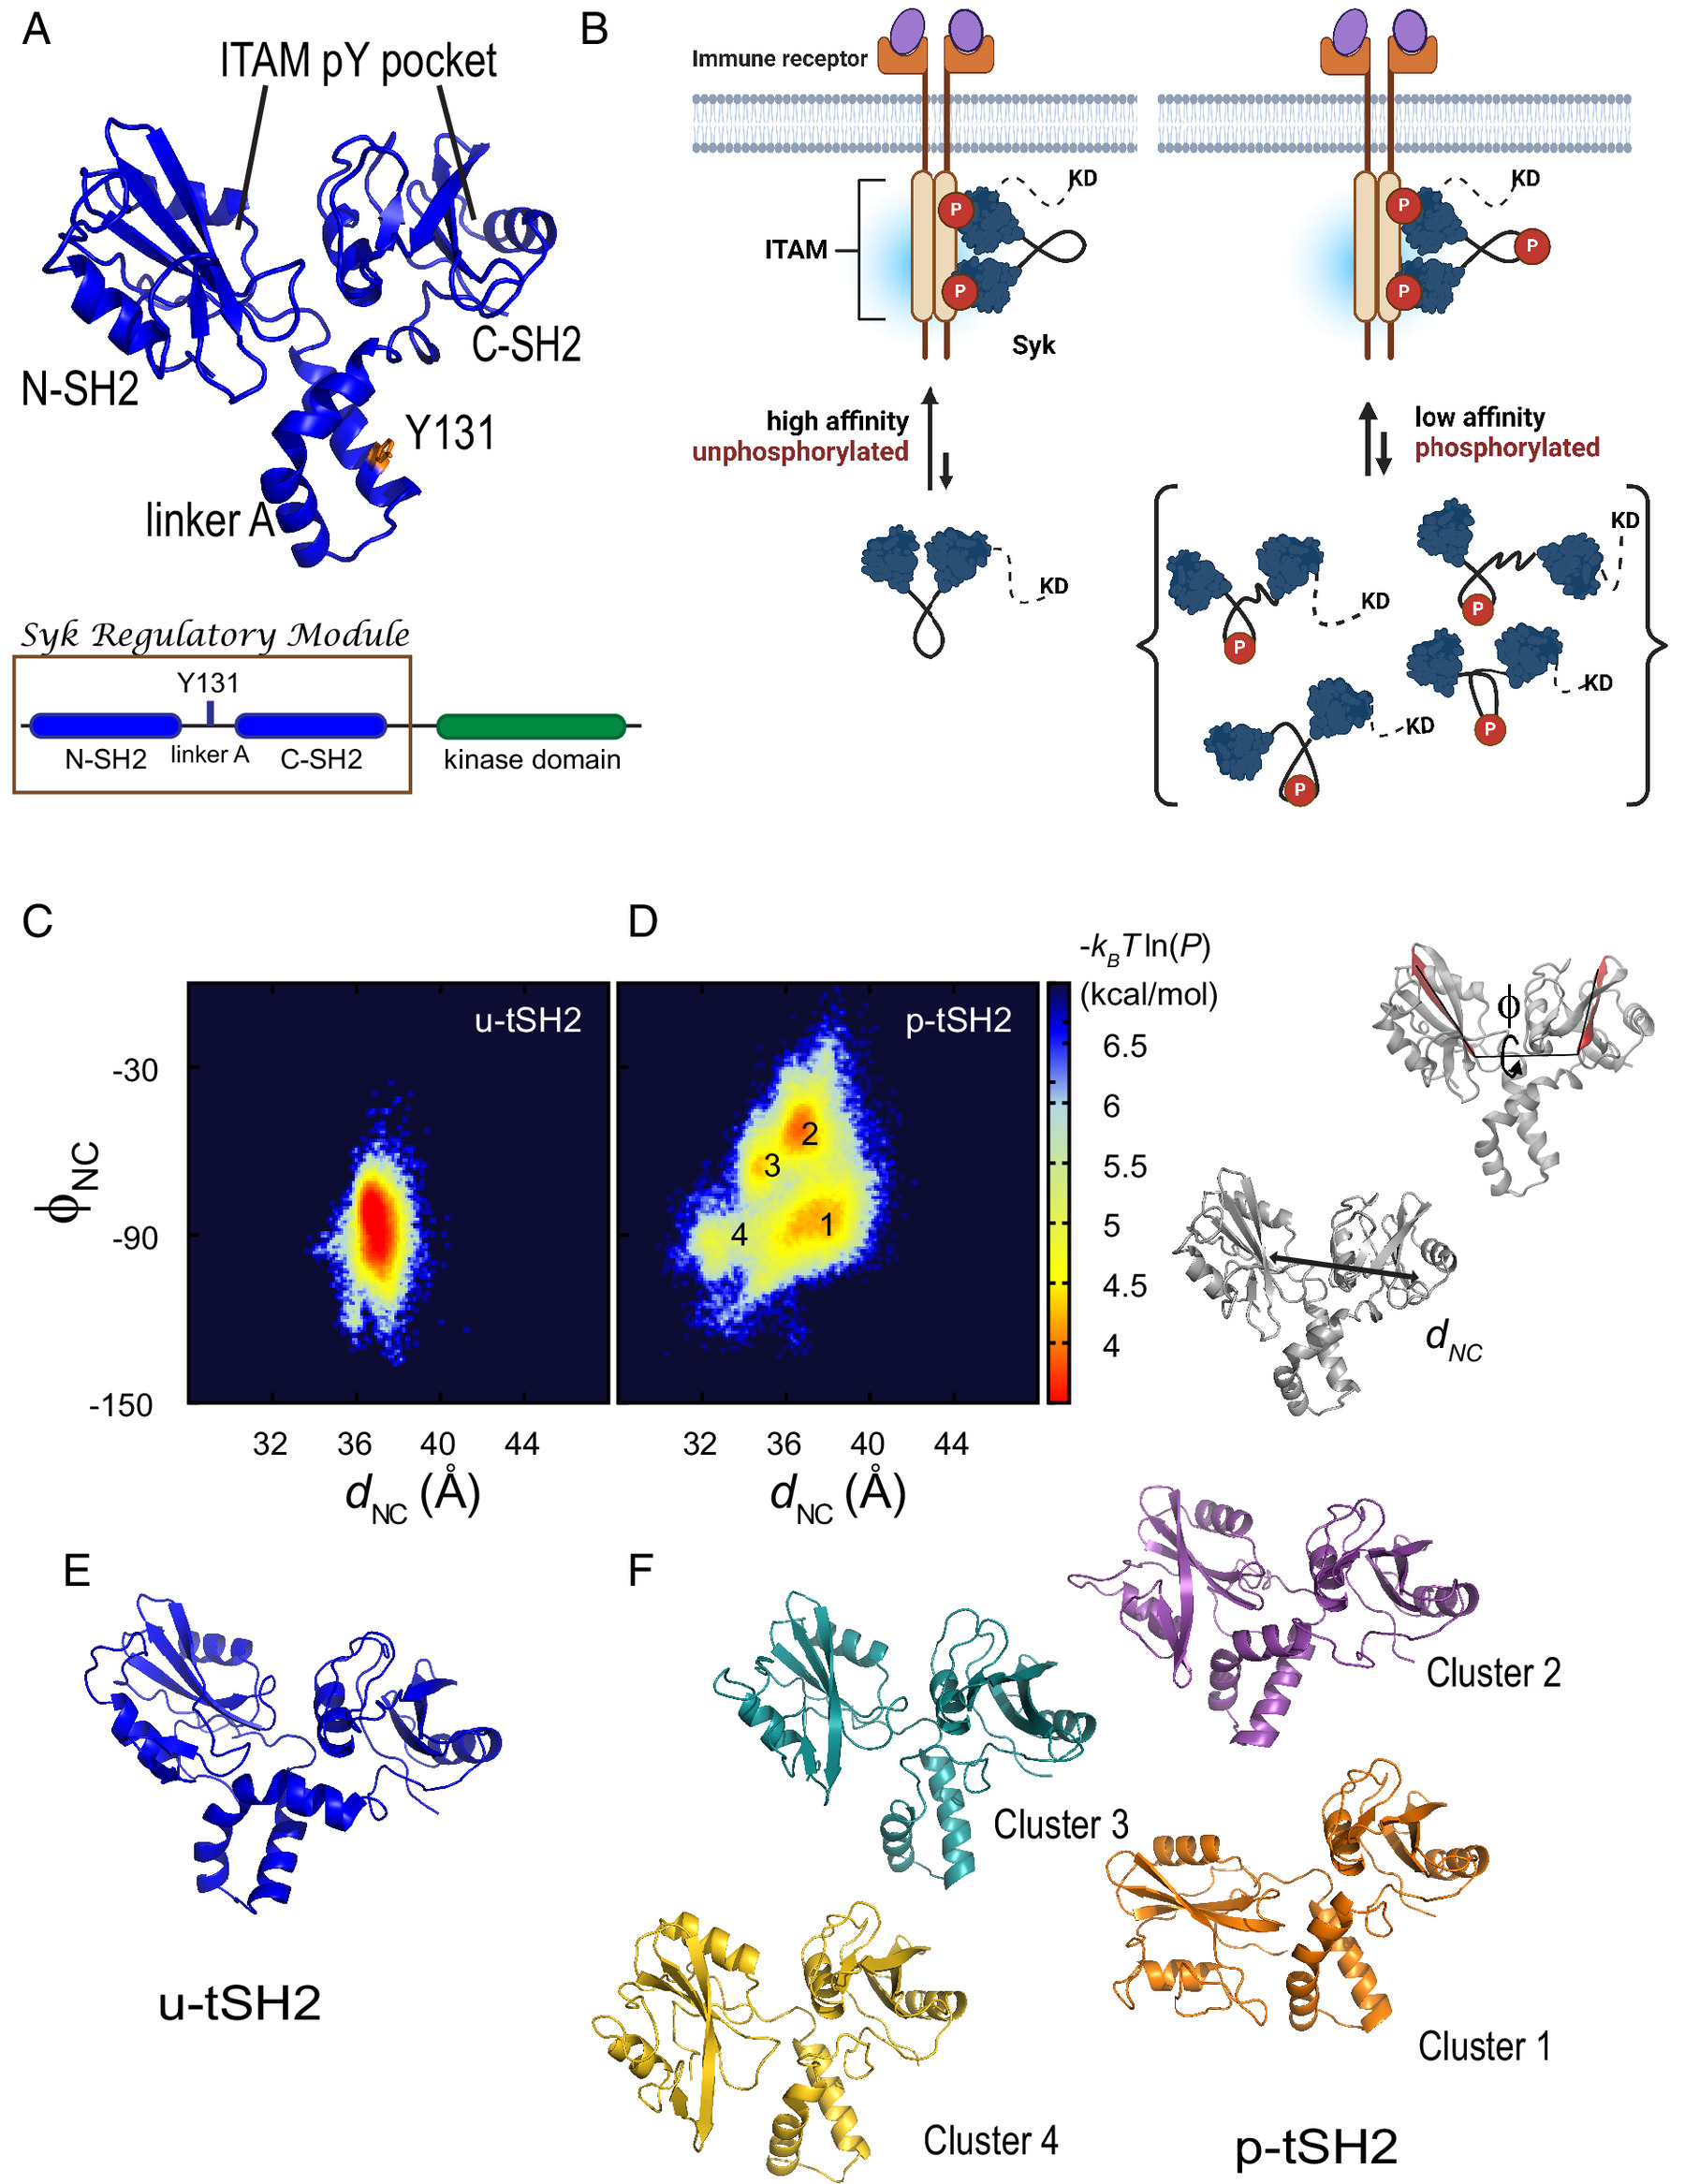 A
ITAM pY pocket
N-SH2
C-SH2
Y131
linker A
Syk Regulatory Module
Y131
N-SH2
linker A
C-SH2
kinase domain
B
Immune receptor
KD
KD
ITAM
P
P
P
P
P
Syk
high affinity
unphosphorylated
low affinity
phosphorylated
KD
KD
KD
KD
KD
P
P
P
P
C
u-tSH2
-30
-90
-150
ϕNC
32
36
40
44
dNC (Å)
D
p-tSH2
1
2
3
4
32
36
40
44
dNC (Å)
-kBT ln(P)
(kcal/mol)
6.5
6
5.5
5
4.5
4
ϕ
dNC
E
u-tSH2
F
Cluster 2
Cluster 3
Cluster 1
Cluster 4
p-tSH2